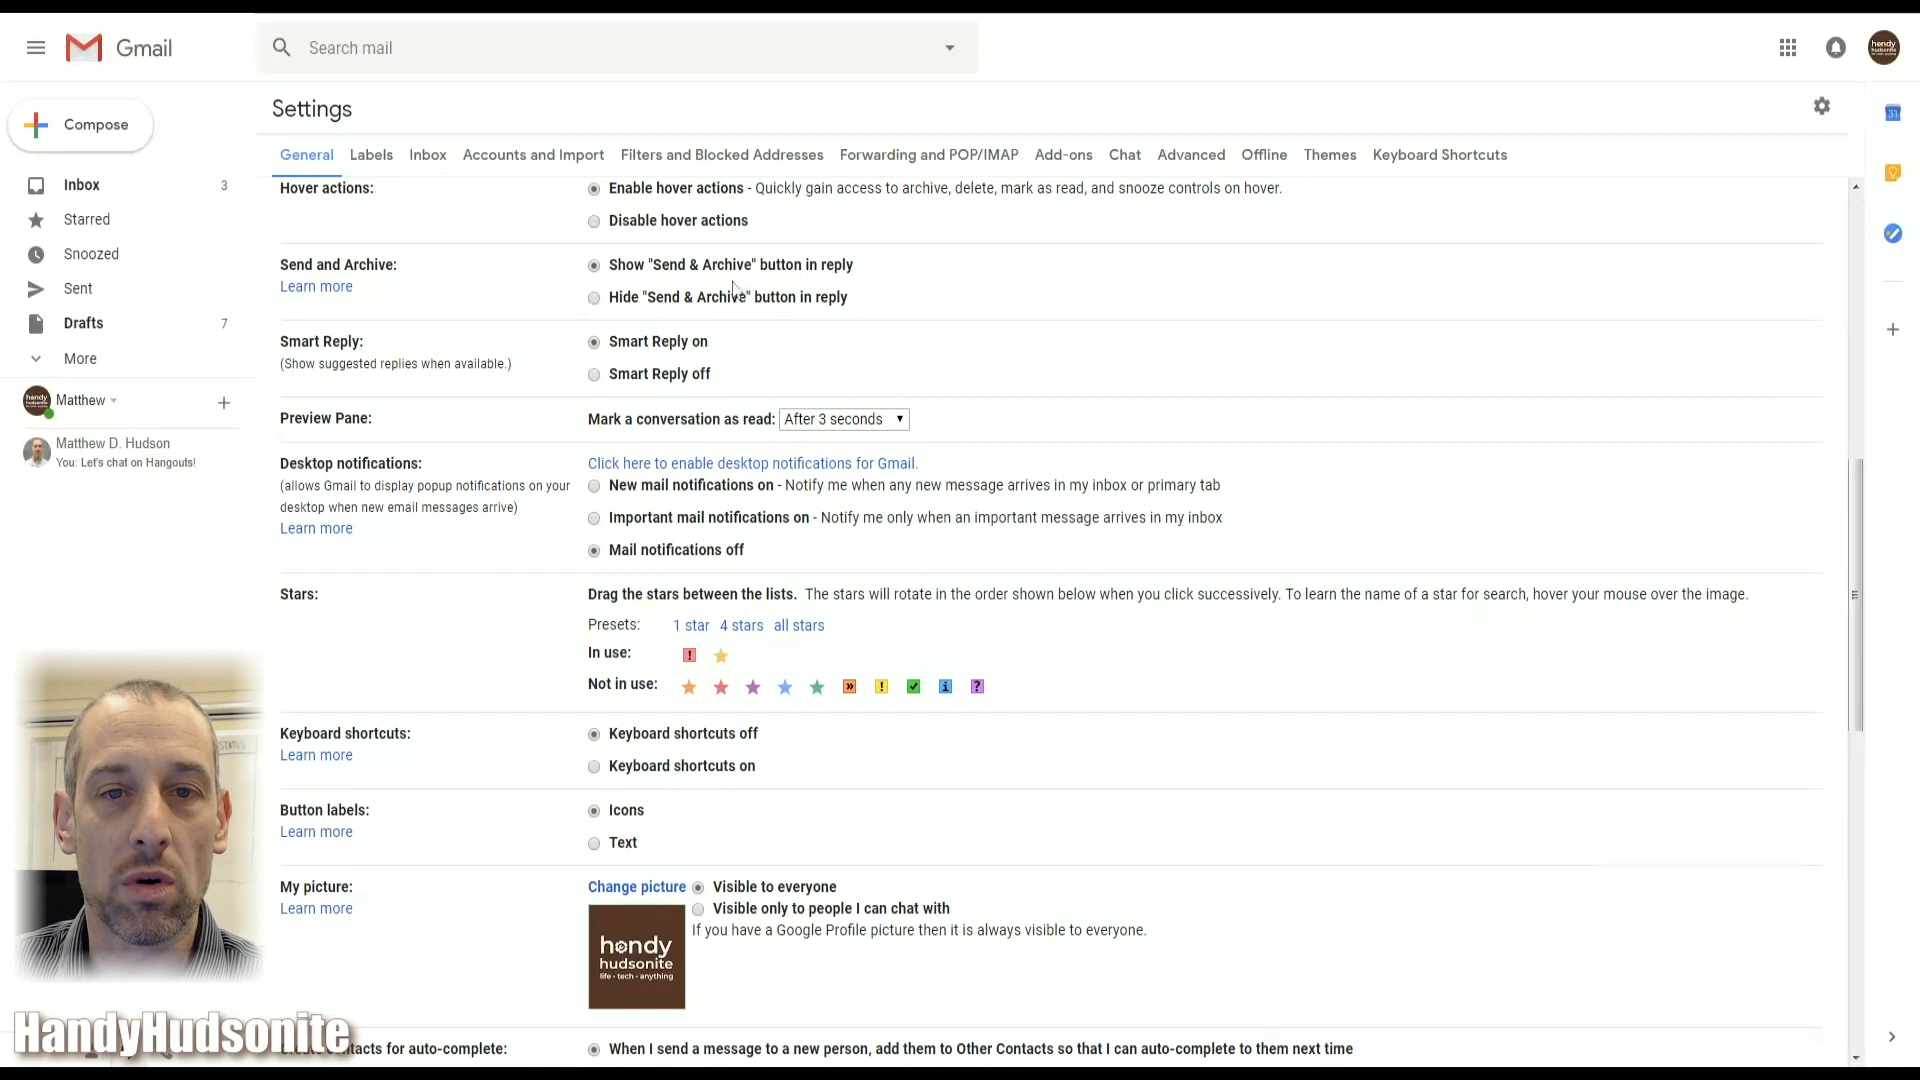 Gmail
Search mail
hendy
hudsonite
Settings
Compose
31
General Labels Inbox Accounts and Import Filters and Blocked Addresses Forwarding and POP/IMAP Add-ons Chat Advanced Offline Themes Keyboard Shortcuts
Inbox 3
Starred
Snoozed
Sent
Drafts 7
More
Matthew
Matthew D. Hudson
You: Let's chat on Hangouts!
Hover actions:
Enable hover actions - Quickly gain access to archive, delete, mark as read, and snooze controls on hover.
Disable hover actions
Send and Archive:
Learn more
Show "Send & Archive" button in reply
Hide "Send & Archive" button in reply
Smart Reply:
(Show suggested replies when available.)
Smart Reply on
Smart Reply off
Preview Pane:
Mark a conversation as read: After 3 seconds
Desktop notifications:
(allows Gmail to display popup notifications on your
desktop when new email messages arrive)
Learn more
Click here to enable desktop notifications for Gmail.
New mail notifications on - Notify me when any new message arrives in my inbox or primary tab
Important mail notifications on - Notify me only when an important message arrives in my inbox
Mail notifications off
Stars:
Drag the stars between the lists. The stars will rotate in the order shown below when you click successively. To learn the name of a star for search, hover your mouse over the image.
Presets: 1 star 4 stars all stars
In use: !
Not in use: » ! i ?
Keyboard shortcuts:
Learn more
Keyboard shortcuts off
Keyboard shortcuts on
Button labels:
Learn more
Icons
Text
My picture:
Learn more
Change picture
Visible to everyone
Visible only to people I can chat with
If you have a Google Profile picture then it is always visible to everyone.
hendy
hudsonite
life • tech • anything
contacts for auto-complete:
When I send a message to a new person, add them to Other Contacts so that I can auto-complete to them next time
STATUS
HandyHudsonite